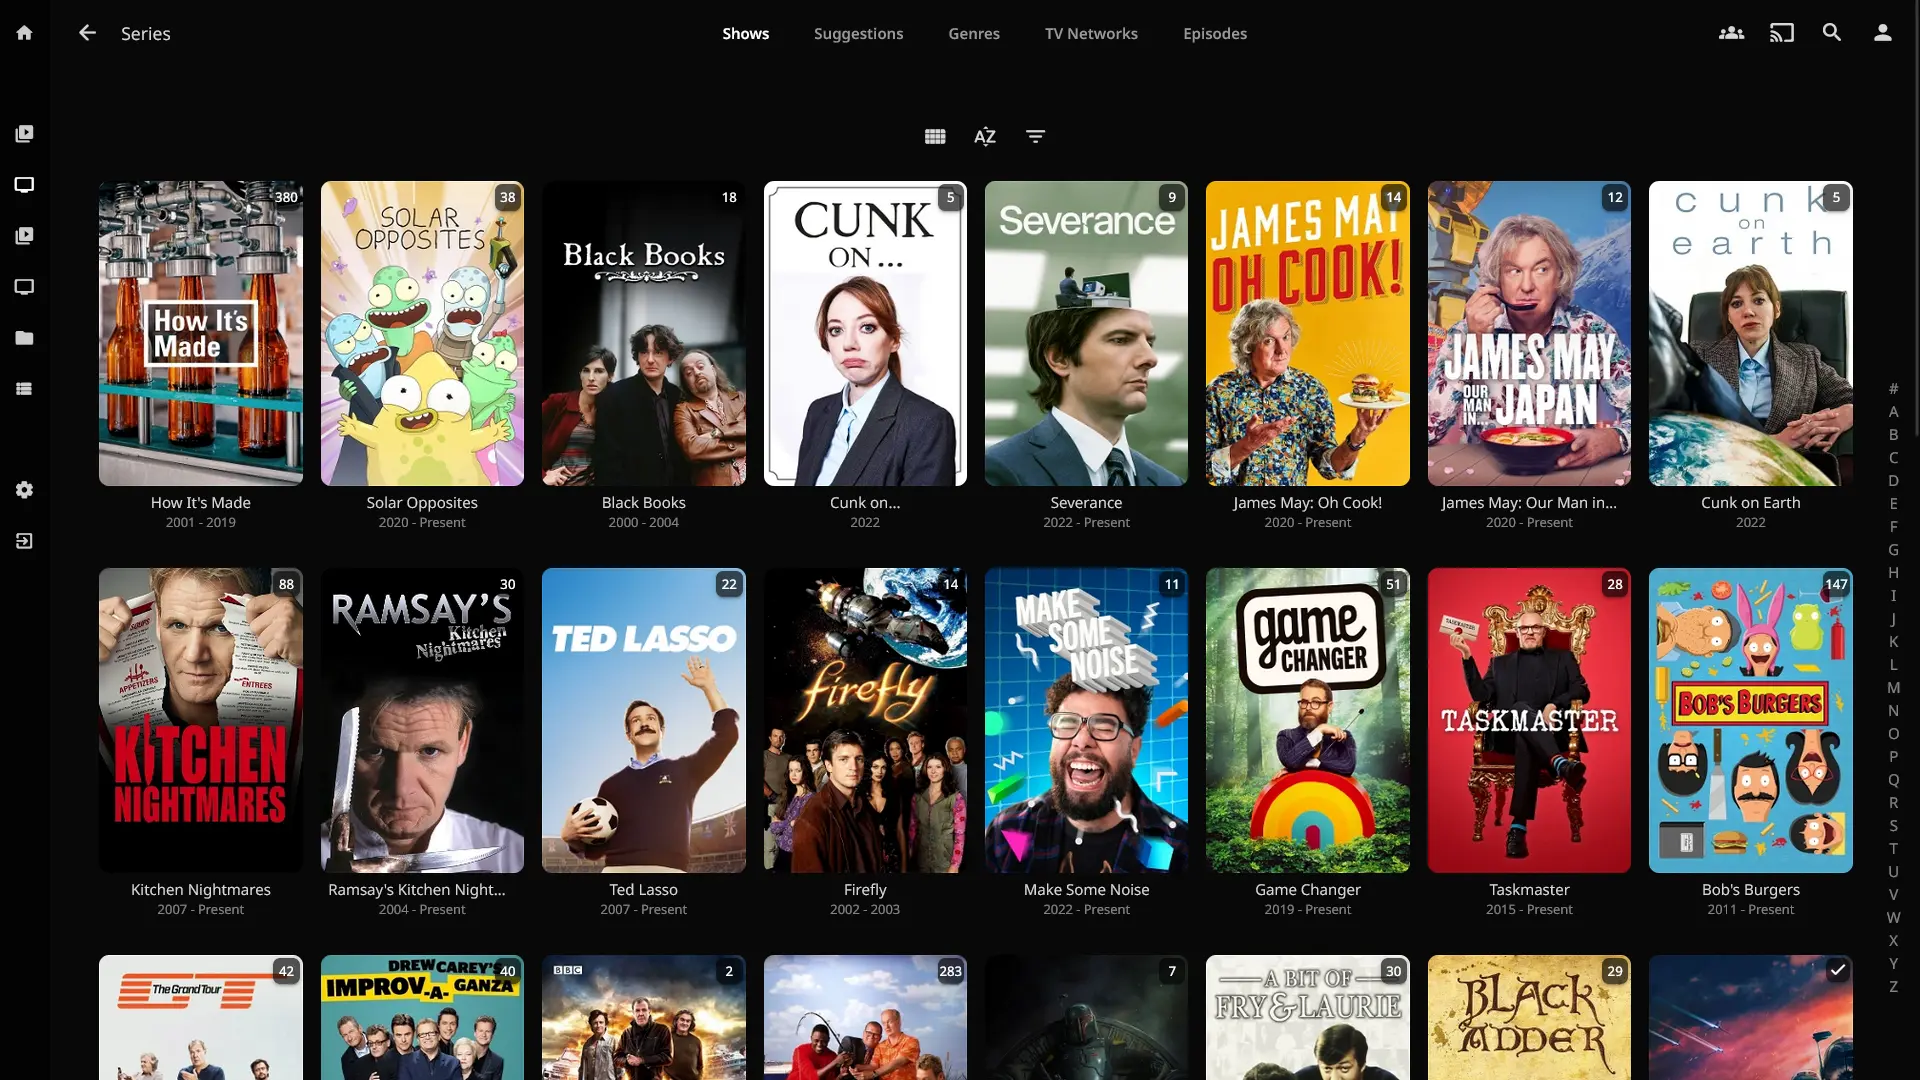 Series
Shows
Suggestions
Genres
TV Networks
Episodes
AZ
380
How It's
Made
How It's Made
2001 - 2019
38
SOLAR
OPPOSITES
Solar Opposites
2020 - Present
18
Black Books
Black Books
2000 - 2004
5
CUNK
ON ...
Cunk on...
2022
9
Severance
Severance
2022 - Present
14
JAMES MAY
OH COOK!
James May: Oh Cook!
2020 - Present
12
JAMES MAY
OUR
MAN
IN...
JAPAN
James May: Our Man in...
2020 - Present
5
cunk
on
earth
Cunk on Earth
2022
88
SOUPS
APPETIZERS
ENTREES
KITCHEN
NIGHTMARES
Kitchen Nightmares
2007 - Present
30
RAMSAY'S
Kitchen
Nightmares
Ramsay's Kitchen Night...
2004 - Present
22
TED LASSO
Ted Lasso
2007 - Present
14
firefly
Firefly
2002 - 2003
11
MAKE
SOME
NOISE
Make Some Noise
2022 - Present
51
game
CHANGER
Game Changer
2019 - Present
28
TASKMASTER
TASKMASTER
Taskmaster
2015 - Present
147
BOB'S BURGERS
Bob's Burgers
2011 - Present
42
GT
The Grand Tour
40
DREW CAREY'S
IMPROV-A-GANZA
2
BBC
283
7
30
A BIT OF
FRY & LAURIE
29
BLACK
ADDER
#
A
B
C
D
E
F
G
H
I
J
K
L
M
N
O
P
Q
R
S
T
U
V
W
X
Y
Z